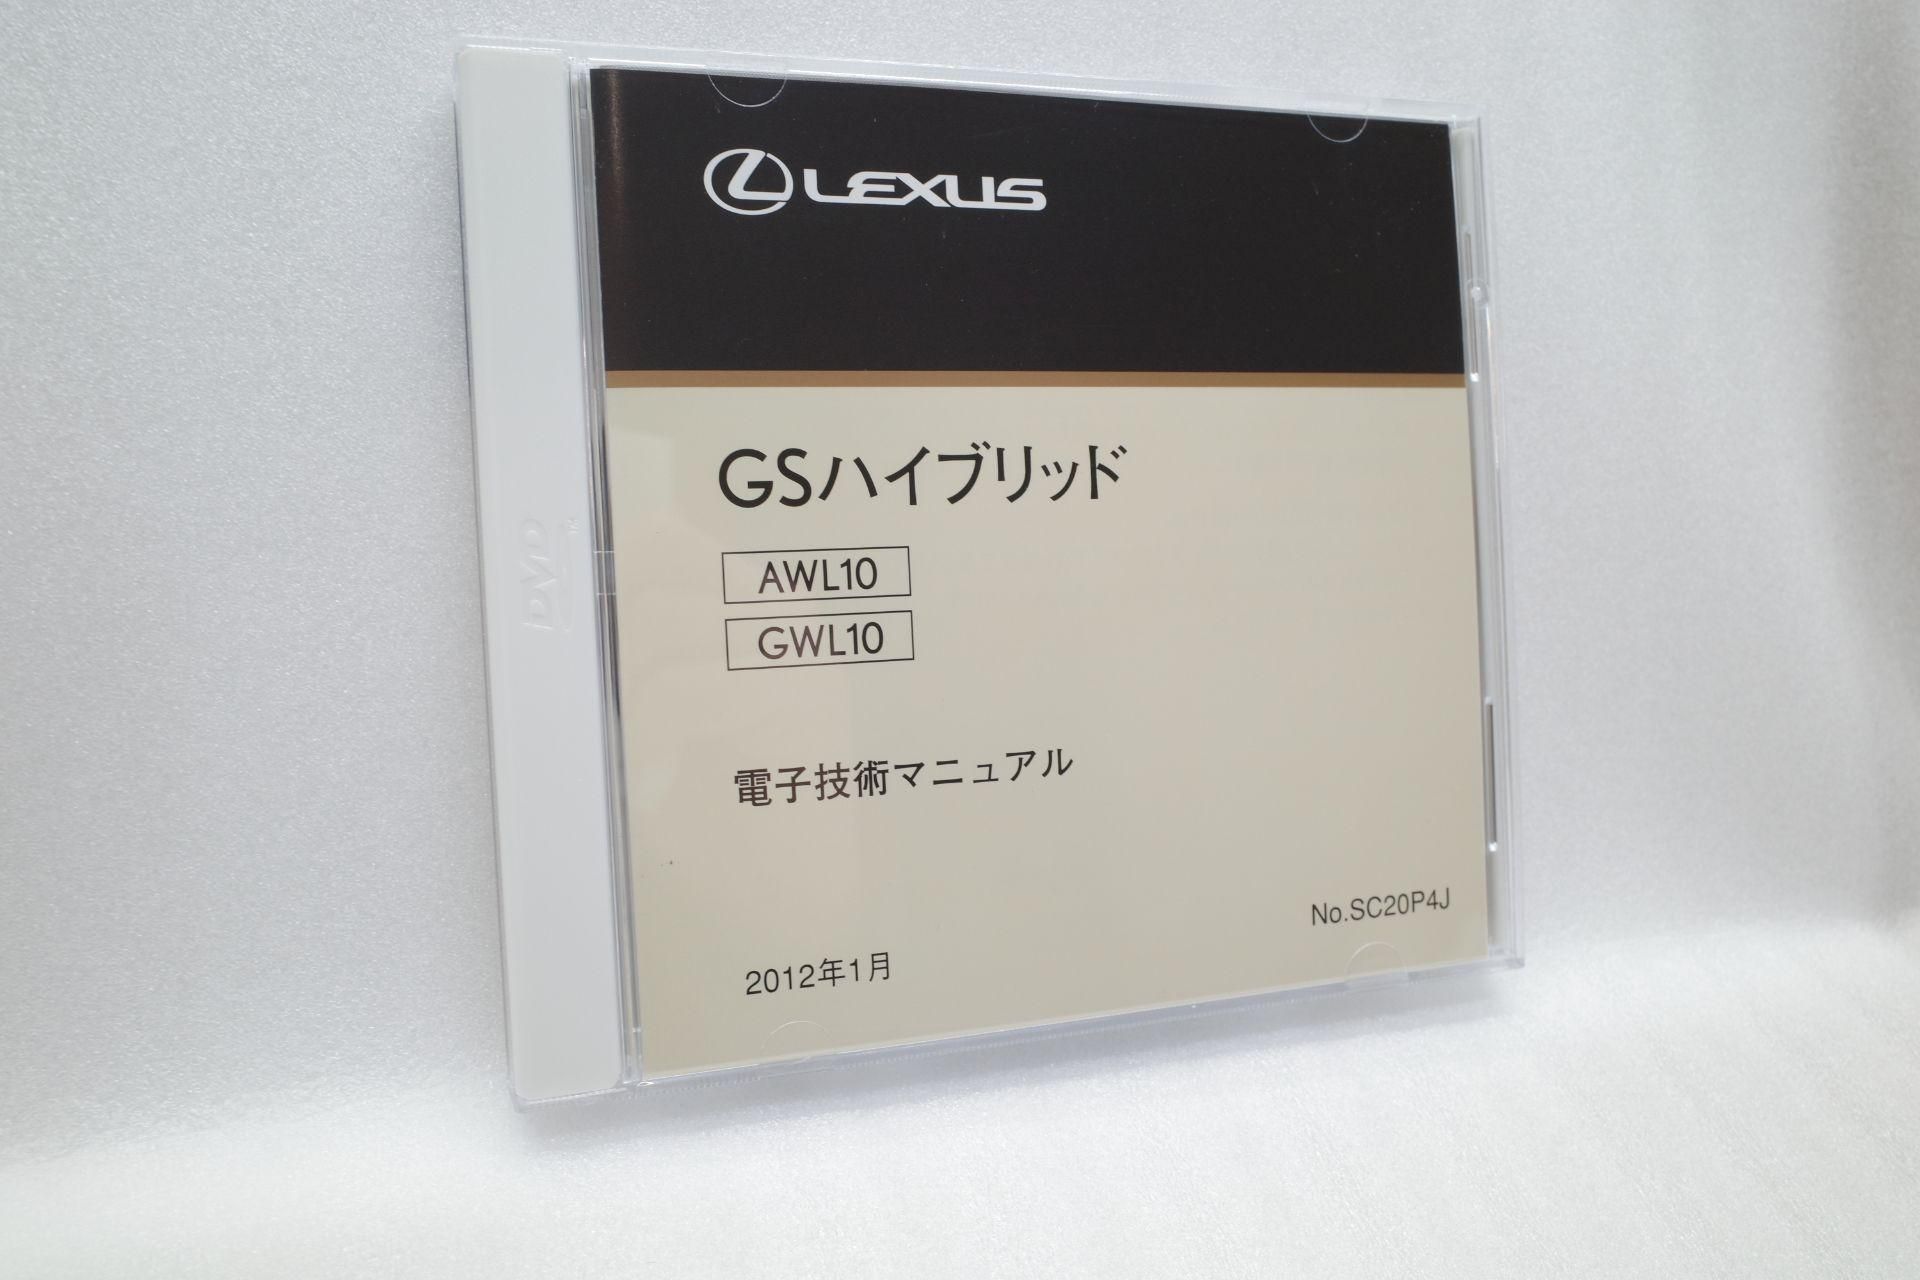 LEXUS
GSハイブリッド
AWL10
GWL10
電子技術マニュアル
No.SC20P4J
2012年1月
DVD